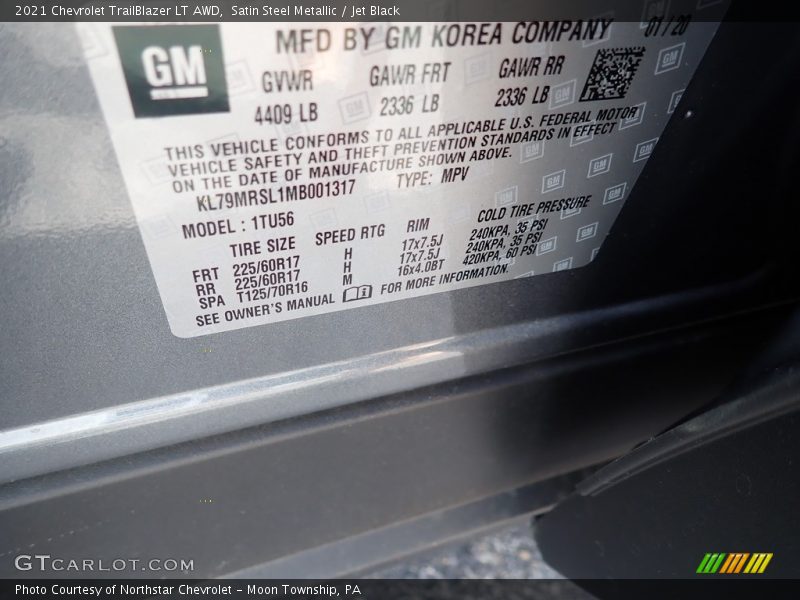 2021 Chevrolet TrailBlazer LT AWD, Satin Steel Metallic / Jet Black
GM
MFD BY GM KOREA COMPANY 01/20
GVWR GAWR FRT GAWR RR
4409 LB 2336 LB 2336 LB
THIS VEHICLE CONFORMS TO ALL APPLICABLE U.S. FEDERAL MOTOR
VEHICLE SAFETY AND THEFT PREVENTION STANDARDS IN EFFECT
ON THE DATE OF MANUFACTURE SHOWN ABOVE.
KL79MRSL1MB001317 TYPE: MPV
MODEL : 1TU56
TIRE SIZE SPEED RTG RIM COLD TIRE PRESSURE
FRT 225/60R17 H 17x7.5J 240KPA, 35 PSI
RR 225/60R17 H 17x7.5J 240KPA, 35 PSI
SPA T125/70R16 M 16x4.0BT 420KPA, 60 PSI
SEE OWNER'S MANUAL FOR MORE INFORMATION.
GTCARLOT.COM
Photo Courtesy of Northstar Chevrolet - Moon Township, PA